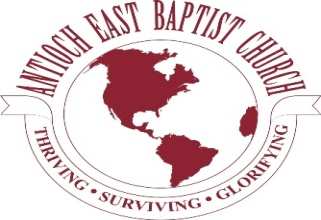 ANTIOCH EAST BAPTIST CHURCH
THRIVING • SURVIVING • GLORIFYING